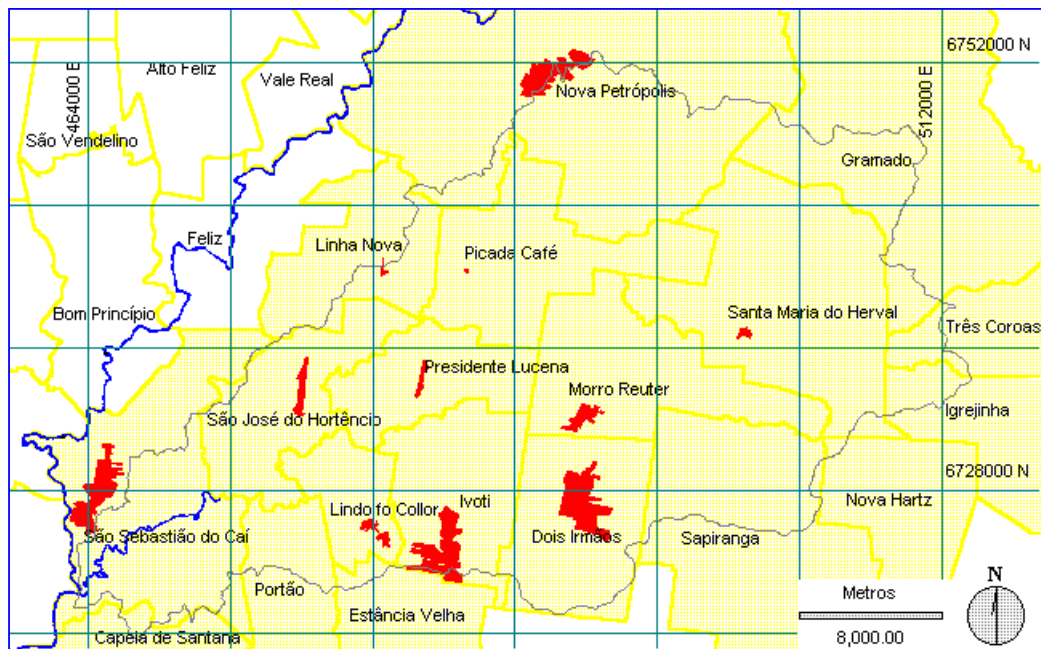 6752000 N
464000 E
Alto Feliz
Vale Real
Nova Petrópolis
512000 E
São Vendelino
Gramado
Feliz
Linha Nova
Picada Café
Bom Princípio
Santa Maria do Herval
Três Coroas
Presidente Lucena
Morro Reuter
São José do Hortêncio
Igrejinha
6728000 N
Ivoti
Nova Hartz
Lindolfo Collor
São Sebastião do Caí
Dois Irmãos
Sapiranga
Portão
Metros
N
Estância Velha
Capela de Santana
8,000.00